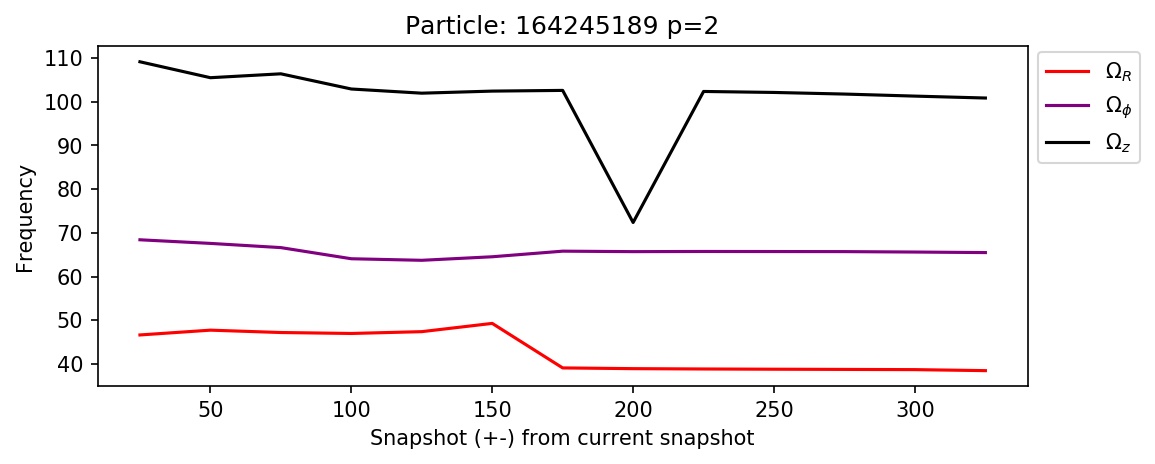 Particle: 164245189 p=2
110
100
90
80
70
60
50
40
Frequency
50
100
150
200
250
300
Snapshot (+-) from current snapshot
Ω_R
Ω_ϕ
Ω_z